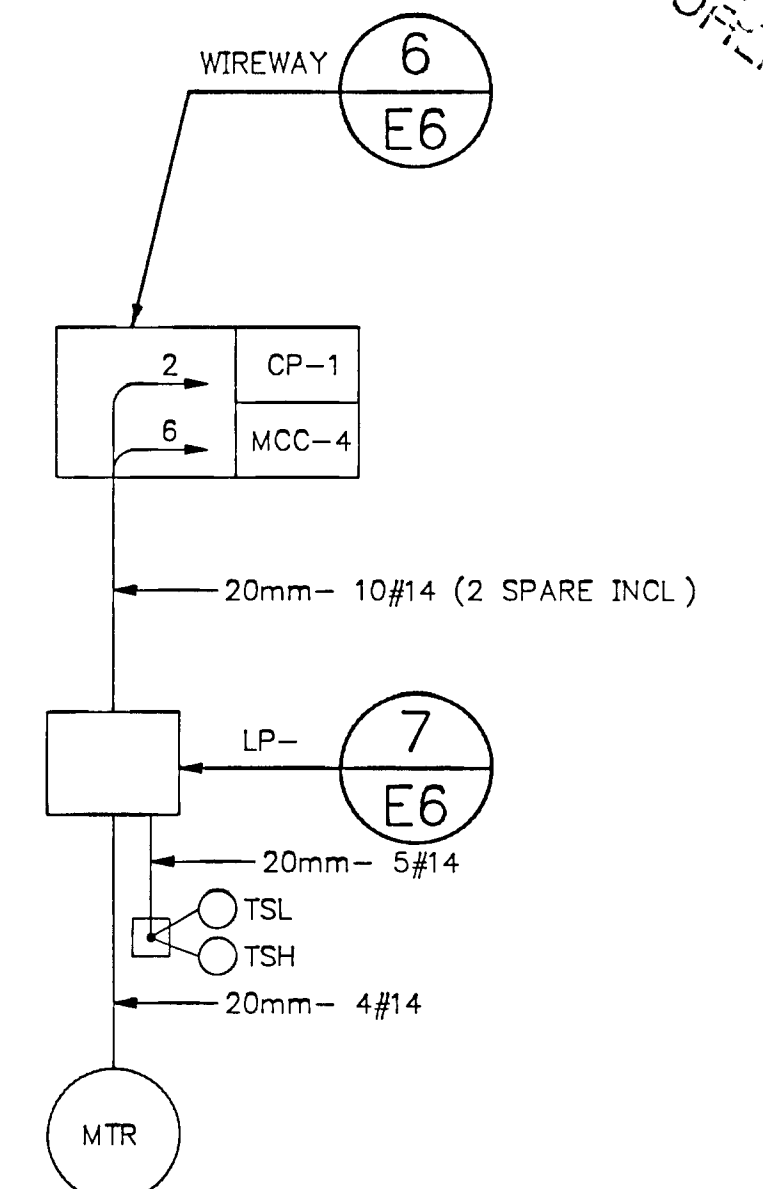 WIREWAY
6
E6
2
CP-1
6
MCC-4
20mm- 10#14 (2 SPARE INCL)
LP-
7
E6
20mm- 5#14
TSL
TSH
20mm- 4#14
MTR